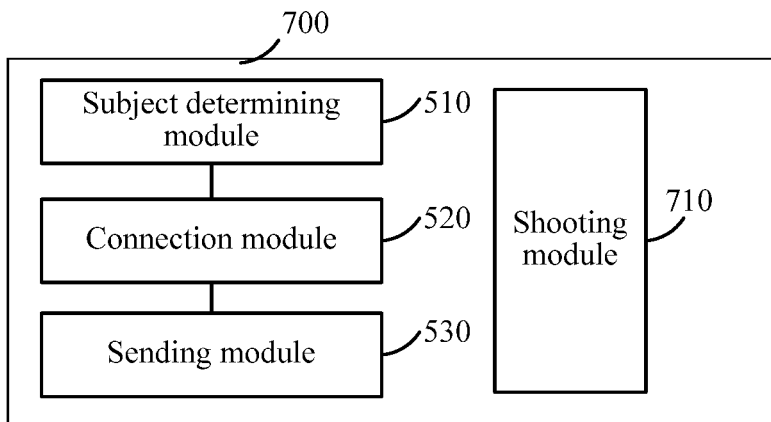 700
Subject determining
module
510
Connection module
520
Sending module
530
Shooting
module
710